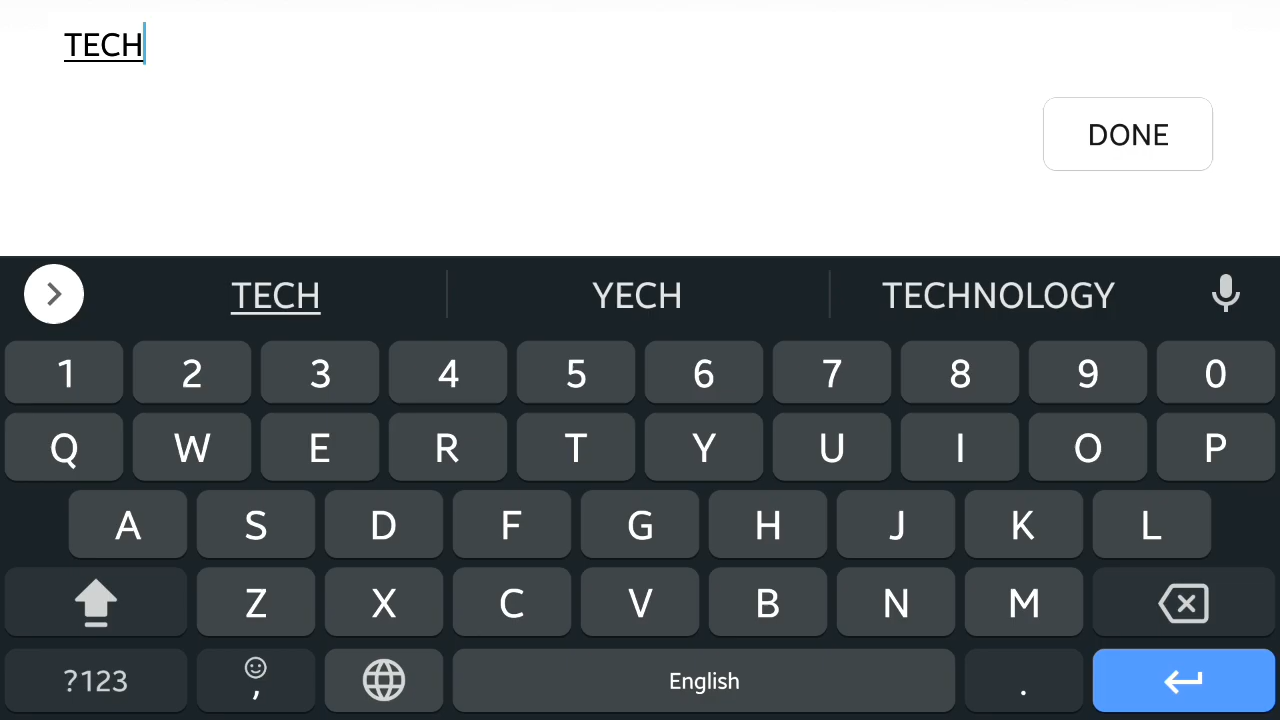 TECH
DONE
TECH YECH TECHNOLOGY
1 2 3 4 5 6 7 8 9 0
Q W E R T Y U I O P
A S D F G H J K L
Z X C V B N M
?123 , English .